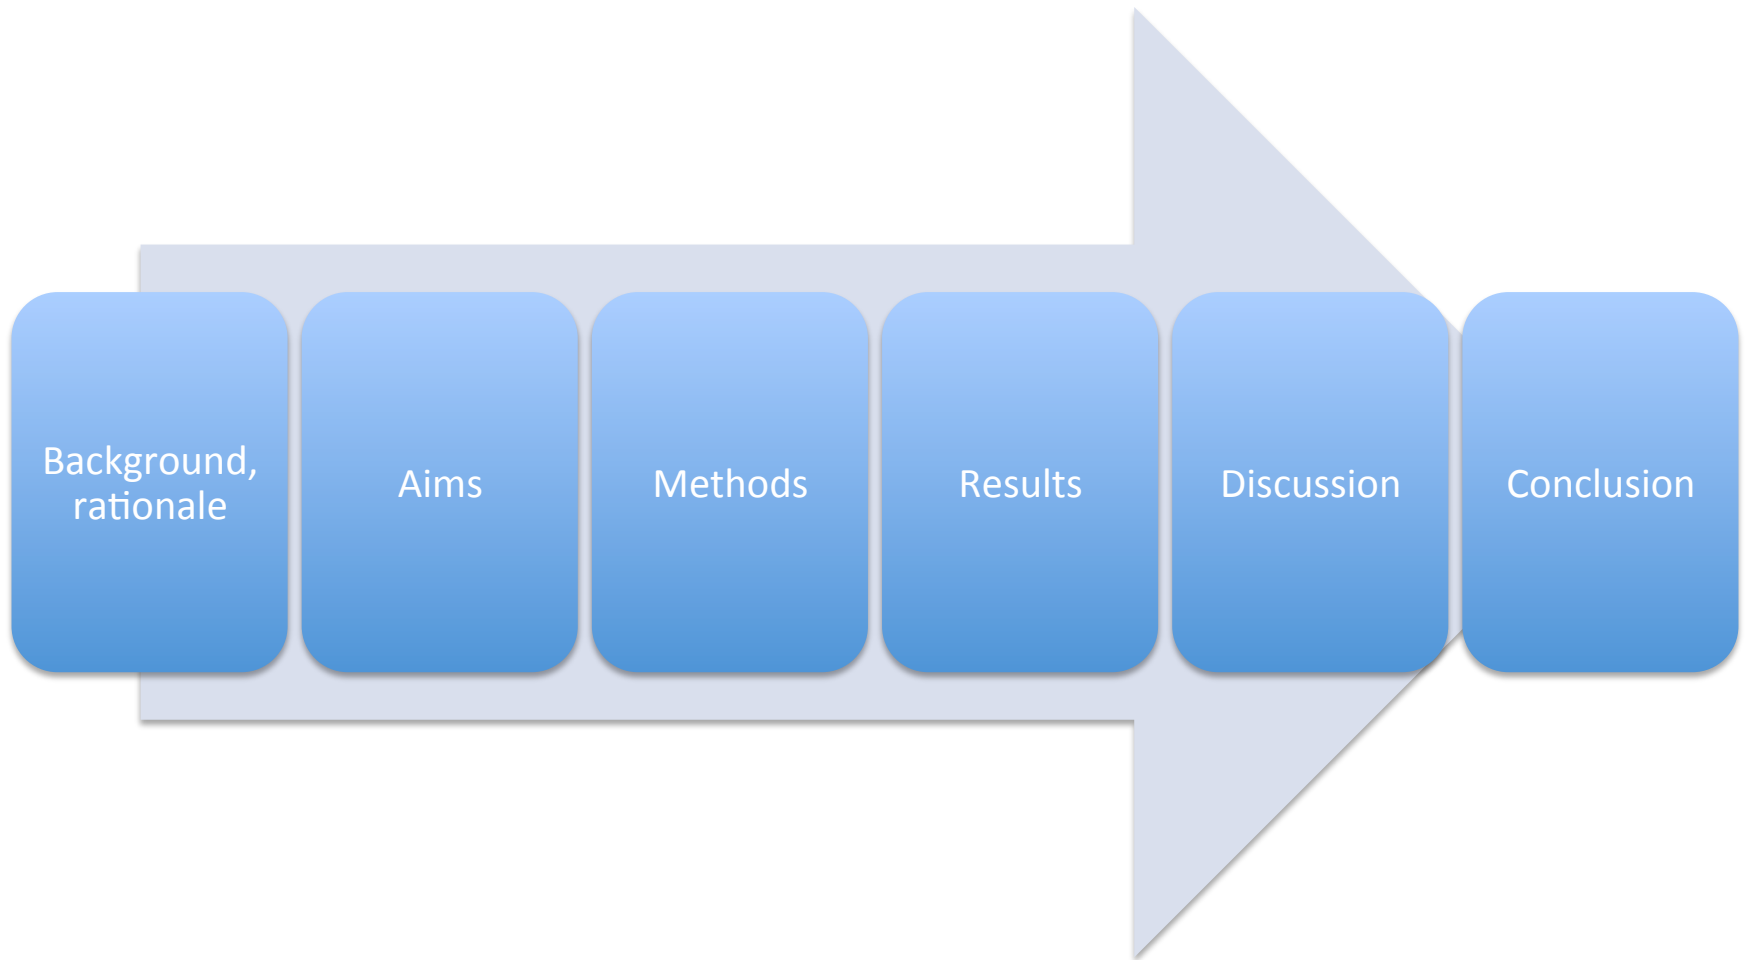 Background,
rationale
Aims
Methods
Results
Discussion
Conclusion